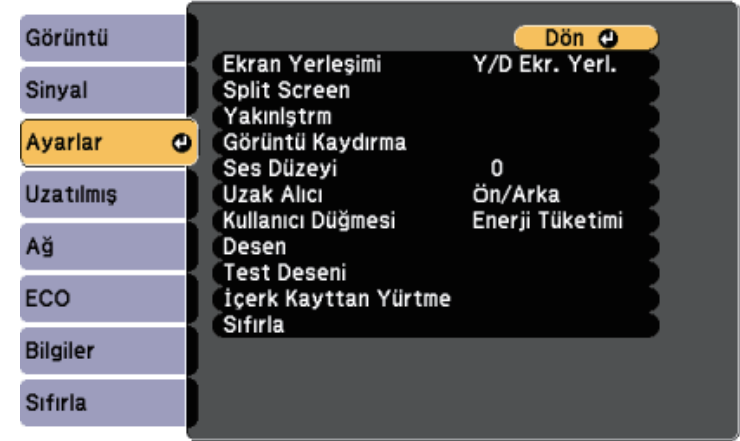 Görüntü
Sinyal
Ayarlar
Uzatılmış
Ağ
ECO
Bilgiler
Sıfırla
Dön
Ekran Yerleşimi Y/D Ekr. Yerl.
Split Screen
Yakınlştrm
Görüntü Kaydırma
Ses Düzeyi 0
Uzak Alıcı Ön/Arka
Kullanıcı Düğmesi Enerji Tüketimi
Desen
Test Deseni
İçerk Kayttan Yürtme
Sıfırla